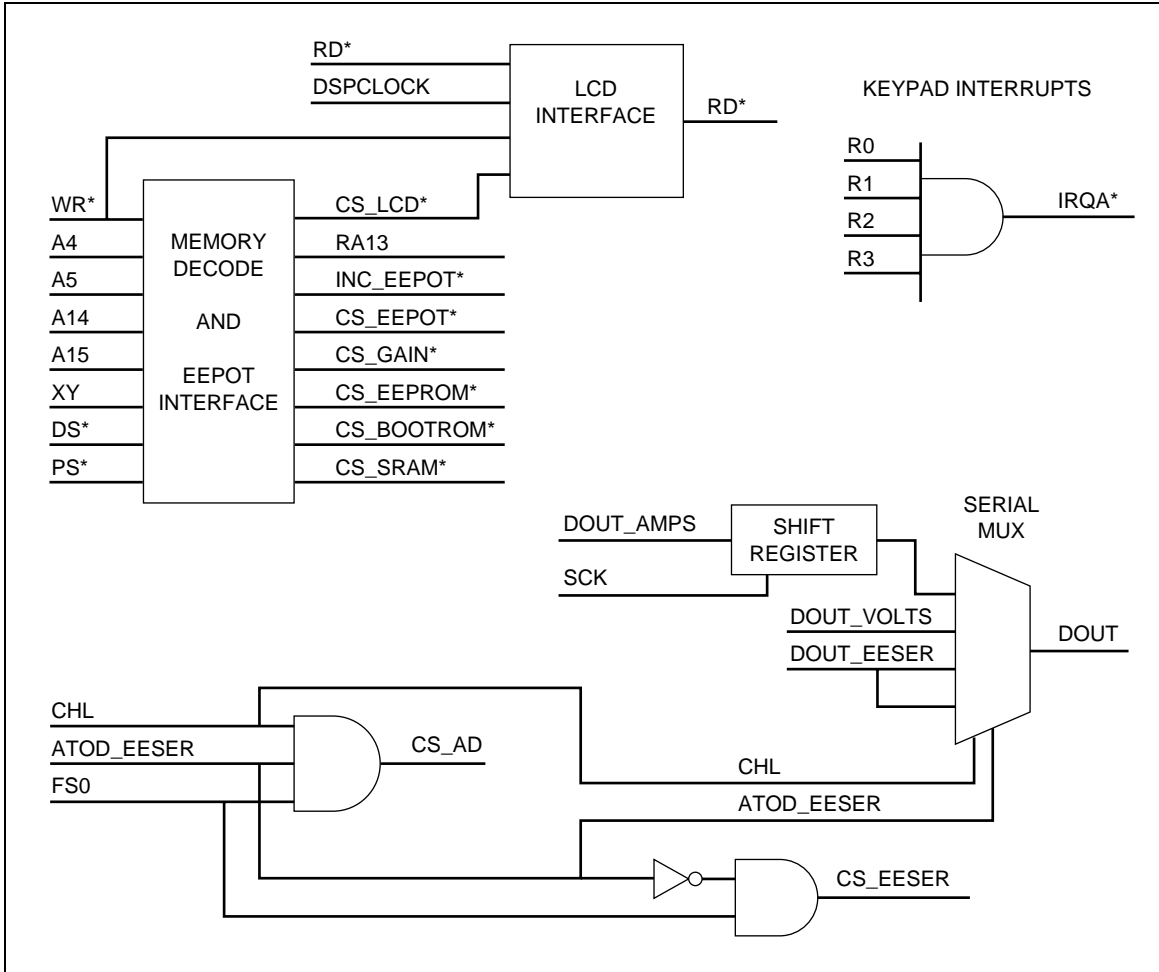 RD*
DSPCLOCK
LCD
INTERFACE
RD*
KEYPAD INTERRUPTS
R0
R1
R2
R3
IRQA*
WR*
A4
A5
A14
A15
XY
DS*
PS*
MEMORY
DECODE
AND
EEPOT
INTERFACE
CS_LCD*
RA13
INC_EEPOT*
CS_EEPOT*
CS_GAIN*
CS_EEPROM*
CS_BOOTROM*
CS_SRAM*
DOUT_AMPS
SCK
SHIFT
REGISTER
SERIAL
MUX
DOUT_VOLTS
DOUT_EESER
DOUT
CHL
ATOD_EESER
FS0
CS_AD
CHL
ATOD_EESER
CS_EESER